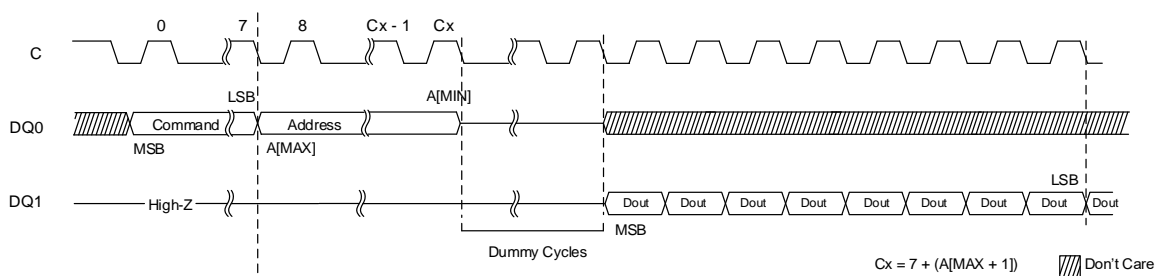 0 7 8 Cx - 1 Cx
C
LSB A[MIN]
DQ0 Command Address
MSB A[MAX]
LSB
DQ1 High-Z Dout Dout Dout Dout Dout Dout Dout Dout Dout
MSB
Dummy Cycles
Cx = 7 + (A[MAX + 1]) Don't Care